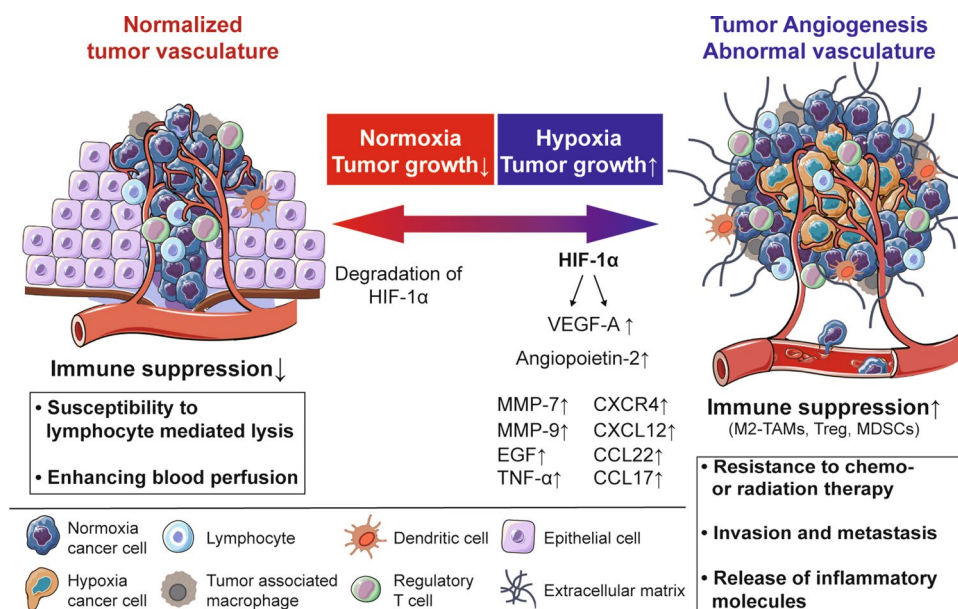 Normalized
tumor vasculature
Tumor Angiogenesis
Abnormal vasculature
Normoxia
Tumor growth↓
Hypoxia
Tumor growth↑
Degradation of
HIF-1α
HIF-1α
VEGF-A ↑
Angiopoietin-2↑
MMP-7↑ CXCR4↑
MMP-9↑ CXCL12↑
EGF↑ CCL22↑
TNF-α↑ CCL17↑
Immune suppression↓
• Susceptibility to
lymphocyte mediated lysis
• Enhancing blood perfusion
Immune suppression↑
(M2-TAMs, Treg, MDSCs)
• Resistance to chemo-
or radiation therapy
• Invasion and metastasis
• Release of inflammatory
molecules
Normoxia
cancer cell
Lymphocyte
Dendritic cell
Epithelial cell
Hypoxia
cancer cell
Tumor associated
macrophage
Regulatory
T cell
Extracellular matrix